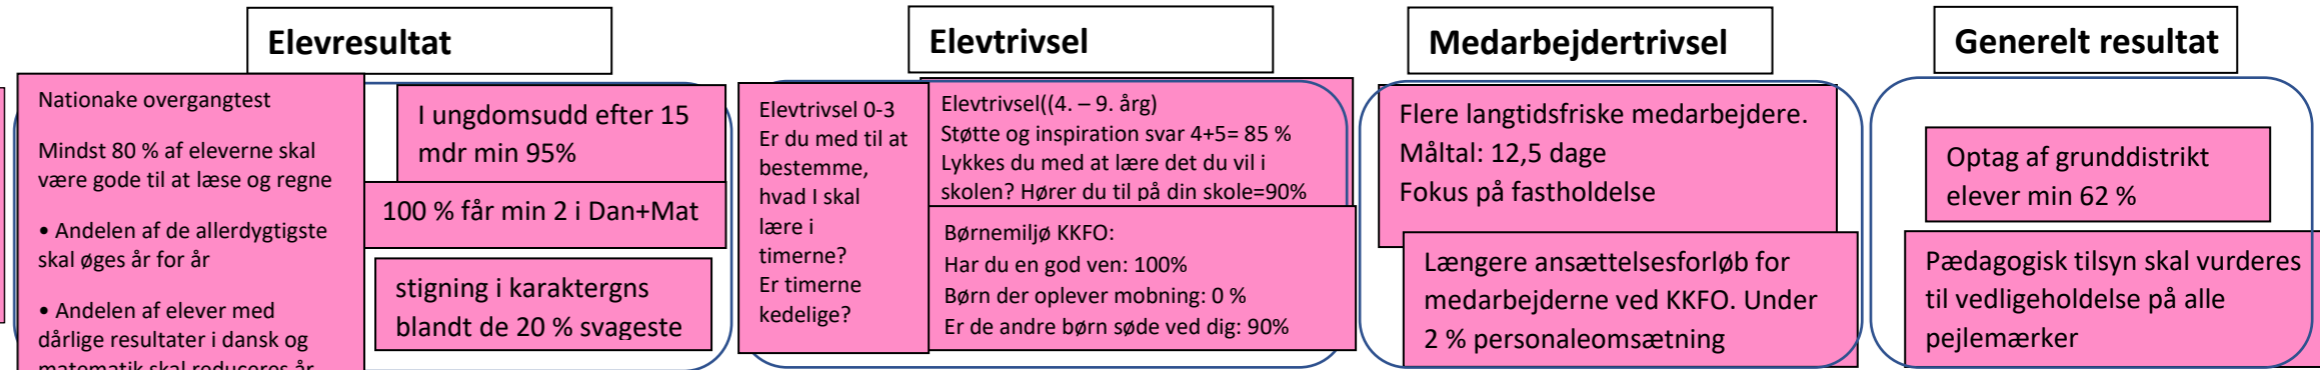 Elevresultat
Nationake overgangtest
Mindst 80 % af eleverne skal
være gode til at læse og regne
• Andelen af de allerdygtigste
skal øges år for år
• Andelen af elever med
dårlige resultater i dansk og
matematik skal reduceres år
I ungdomsudd efter 15
mdr min 95%
100 % får min 2 i Dan+Mat
stigning i karaktergns
blandt de 20 % svageste
Elevtrivsel
Elevtrivsel 0-3
Er du med til at
bestemme,
hvad I skal
lære i
timerne?
Er timerne
kedelige?
Elevtrivsel((4. – 9. årg)
Støtte og inspiration svar 4+5= 85 %
Lykkes du med at lære det du vil i
skolen? Hører du til på din skole=90%
Børnemiljø KKFO:
Har du en god ven: 100%
Børn der oplever mobning: 0 %
Er de andre børn søde ved dig: 90%
Medarbejdertrivsel
Flere langtidsfriske medarbejdere.
Måltal: 12,5 dage
Fokus på fastholdelse
Længere ansættelsesforløb for
medarbejderne ved KKFO. Under
2 % personaleomsætning
Generelt resultat
Optag af grunddistrikt
elever min 62 %
Pædagogisk tilsyn skal vurderes
til vedligeholdelse på alle
pejlemærker